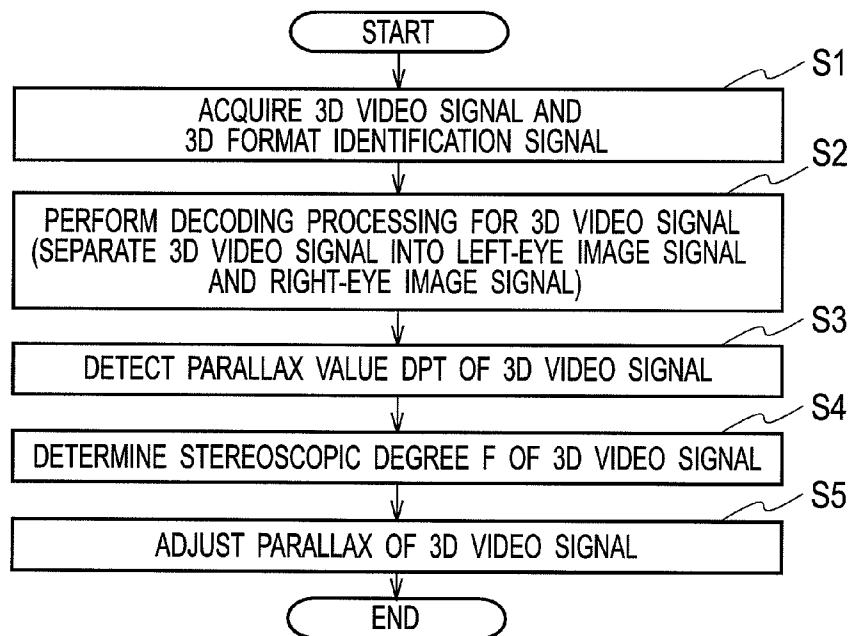 START
S1
ACQUIRE 3D VIDEO SIGNAL AND
3D FORMAT IDENTIFICATION SIGNAL
S2
PERFORM DECODING PROCESSING FOR 3D VIDEO SIGNAL
(SEPARATE 3D VIDEO SIGNAL INTO LEFT-EYE IMAGE SIGNAL
AND RIGHT-EYE IMAGE SIGNAL)
S3
DETECT PARALLAX VALUE DPT OF 3D VIDEO SIGNAL
S4
DETERMINE STEREOSCOPIC DEGREE F OF 3D VIDEO SIGNAL
S5
ADJUST PARALLAX OF 3D VIDEO SIGNAL
END